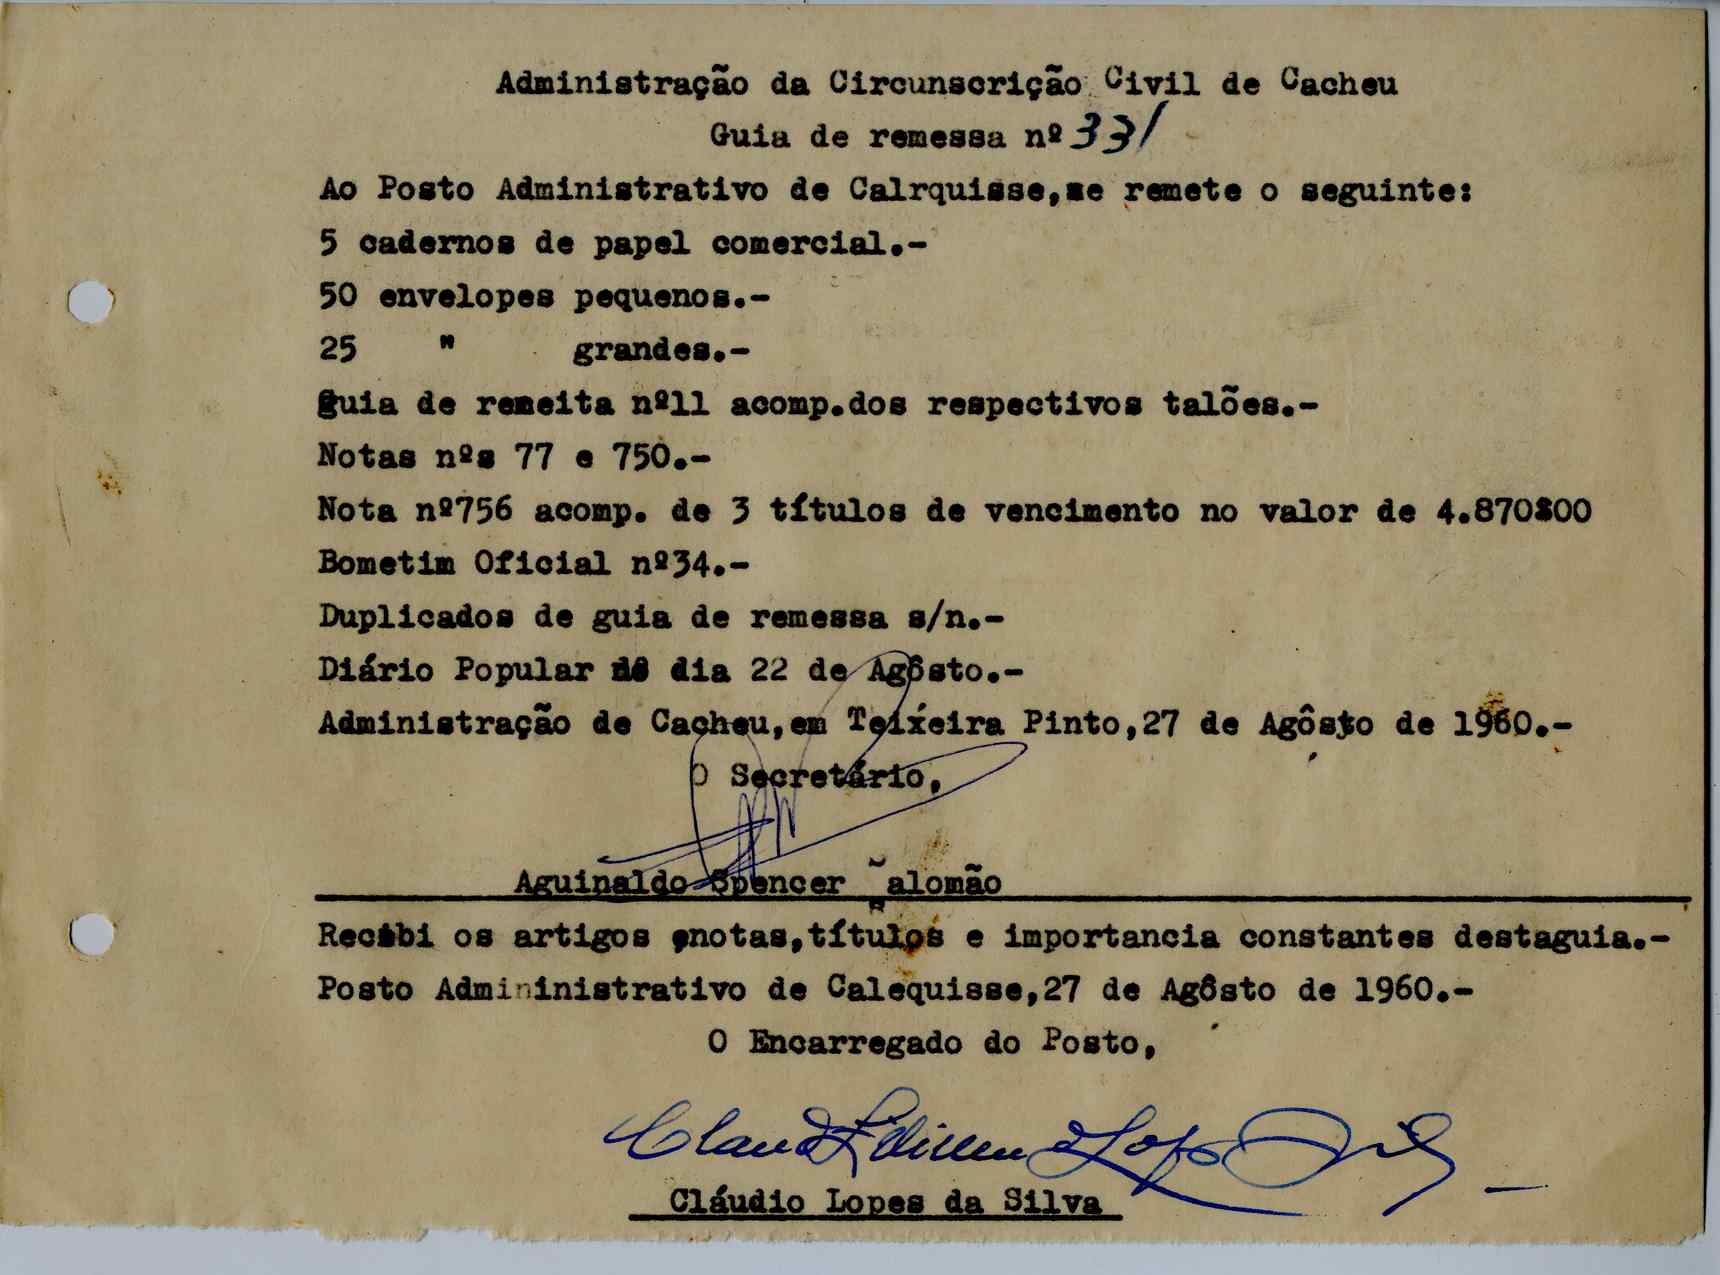 Administração da Circunscrição Civil de Cacheu
Guia de remessa nº 331
Ao Posto Administrativo de Calrquisse,se remete o seguinte:
5 cadernos de papel comercial.-
50 envelopes pequenos.-
25 " grandes.-
guia de remeita nº11 acomp.dos respectivos talões.-
Notas nºs 77 e 750.-
Nota nº756 acomp. de 3 títulos de vencimento no valor de 4.870$00
Bometim Oficial nº34.-
Duplicados de guia de remessa s/n.-
Diário Popular do dia 22 de Agôsto.-
Administração de Cacheu,em Teixeira Pinto,27 de Agôsto de 1960.-
O Secretário,
Aguinaldo Spencer Salomão
Recebi os artigos ,notas,títulos e importancia constantes destaguia.-
Posto Admininistrativo de Calequisse,27 de Agôsto de 1960.-
O Encarregado do Posto,
Cláudio Lopes da Silva